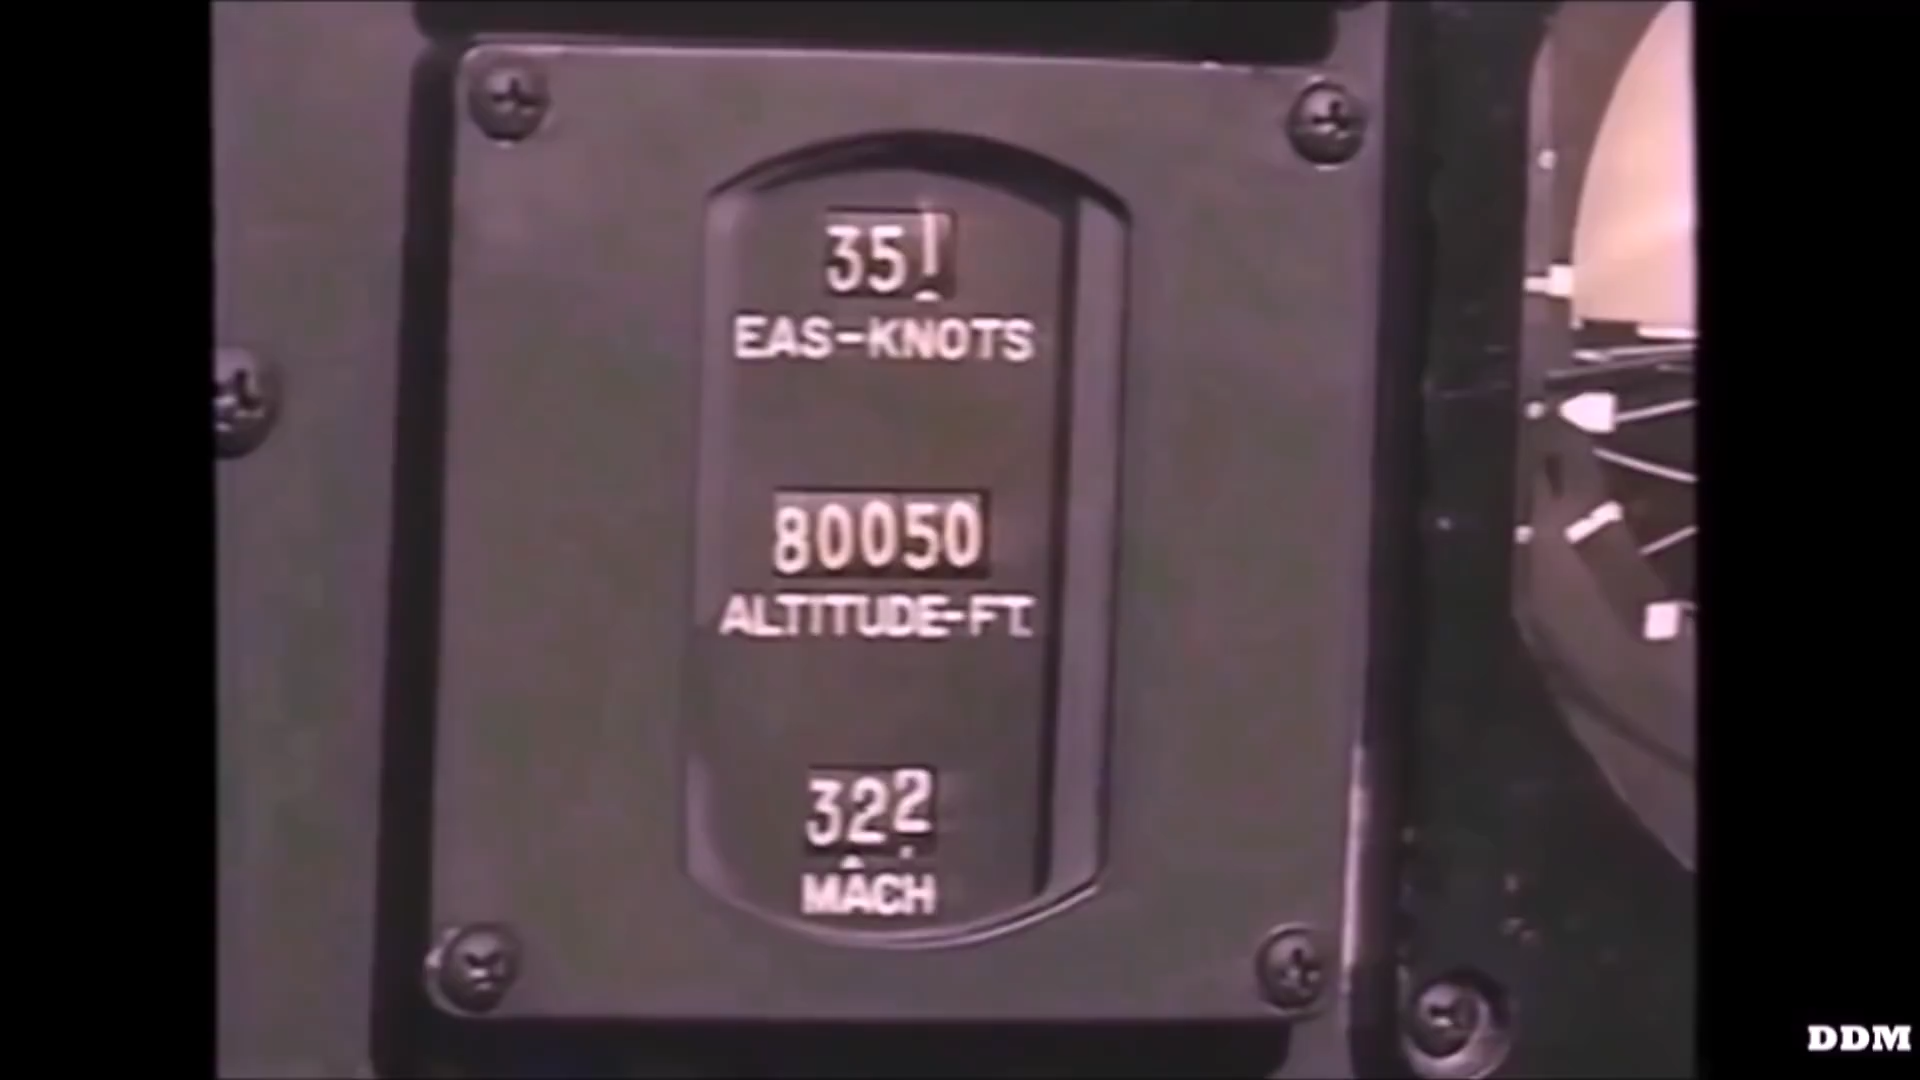 351
EAS-KNOTS
80050
ALTITUDE-FT.
322
MACH
DDM